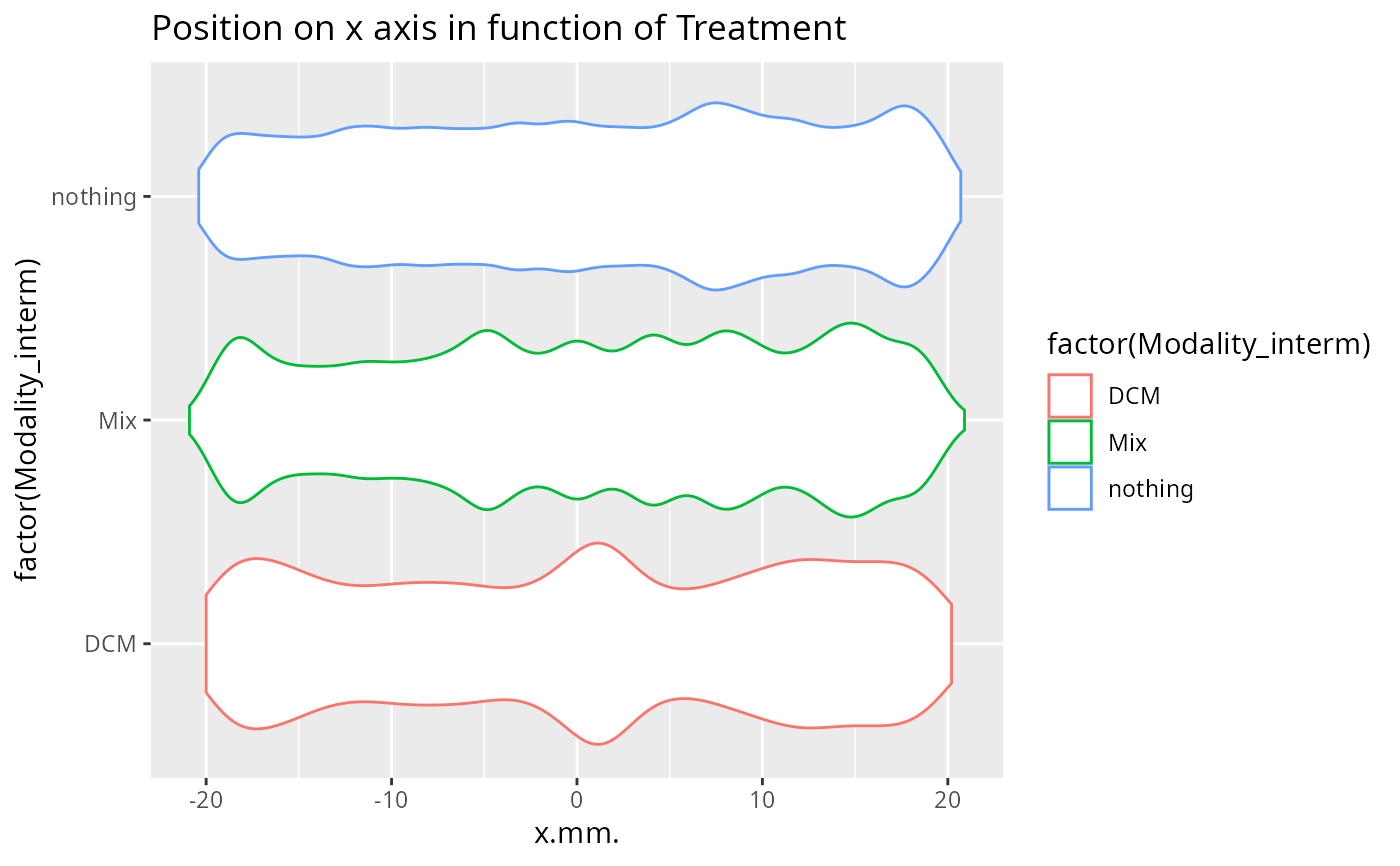 Position on x axis in function of Treatment
factor(Modality_interm)
nothing
Mix
DCM
-20
-10
0
10
20
x.mm.
factor(Modality_interm)
DCM
Mix
nothing